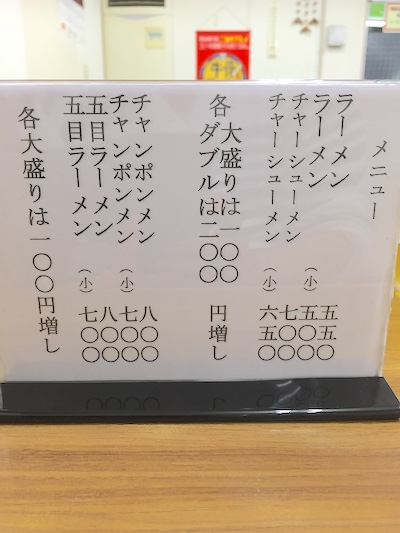 メニュー
ラーメン 五五〇
ラーメン（小） 五〇〇
チャーシューメン 七〇〇
チャーシューメン（小） 六五〇
各 大盛りは一〇〇 円増し
ダブルは二〇〇
チャンポンメン 八〇〇
チャンポンメン（小） 七〇〇
五目ラーメン 八〇〇
五目ラーメン（小） 七〇〇
各大盛りは一〇〇円増し